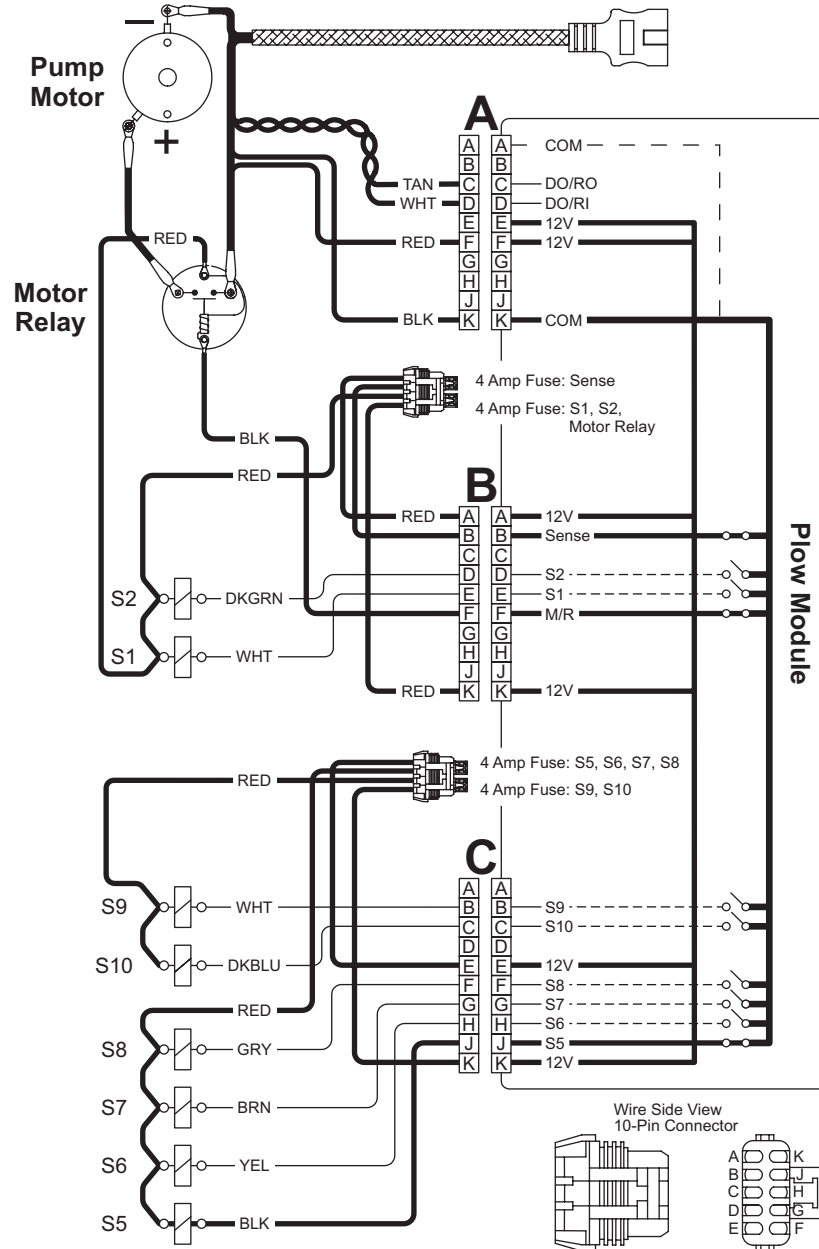 Pump
Motor
−
+
Motor
Relay
RED
TAN
WHT
RED
BLK
A
A
B
C
D
E
F
G
H
J
K
A
B
C
D
E
F
G
H
J
K
COM
DO/RO
DO/RI
12V
12V
COM
4 Amp Fuse: Sense
4 Amp Fuse: S1, S2,
Motor Relay
BLK
RED
B
RED
A
B
C
D
E
F
G
H
J
K
A
B
C
D
E
F
G
H
J
K
12V
Sense
S2
S1
M/R
12V
S2
DKGRN
S1
WHT
RED
Plow Module
4 Amp Fuse: S5, S6, S7, S8
4 Amp Fuse: S9, S10
RED
C
A
B
C
D
E
F
G
H
J
K
A
B
C
D
E
F
G
H
J
K
S9
S10
12V
S8
S7
S6
S5
12V
S9
WHT
S10
DKBLU
RED
S8
GRY
S7
BRN
S6
YEL
S5
BLK
Wire Side View
10-Pin Connector
A
B
C
D
E
K
J
H
G
F